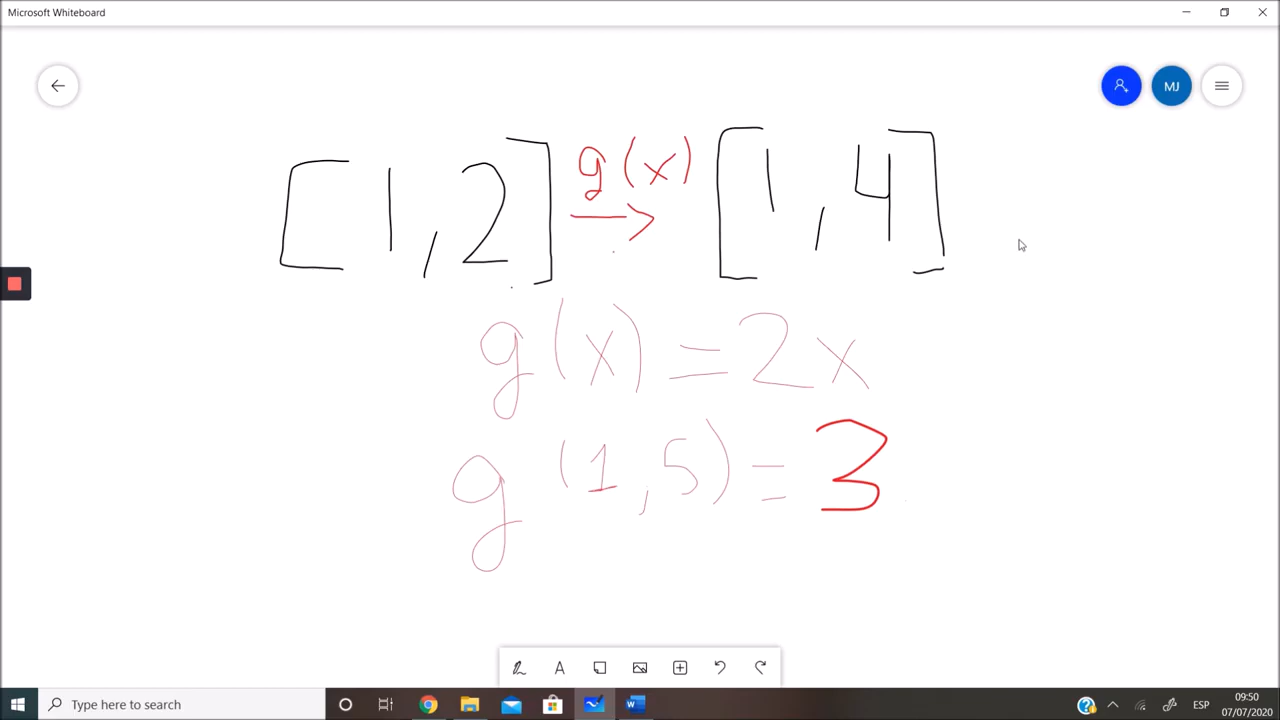 Microsoft Whiteboard
MJ
[1,2] g(x) → [1,4]
g(x)=2x
g(1,5)=3
A
Type here to search
ESP
09:50
07/07/2020